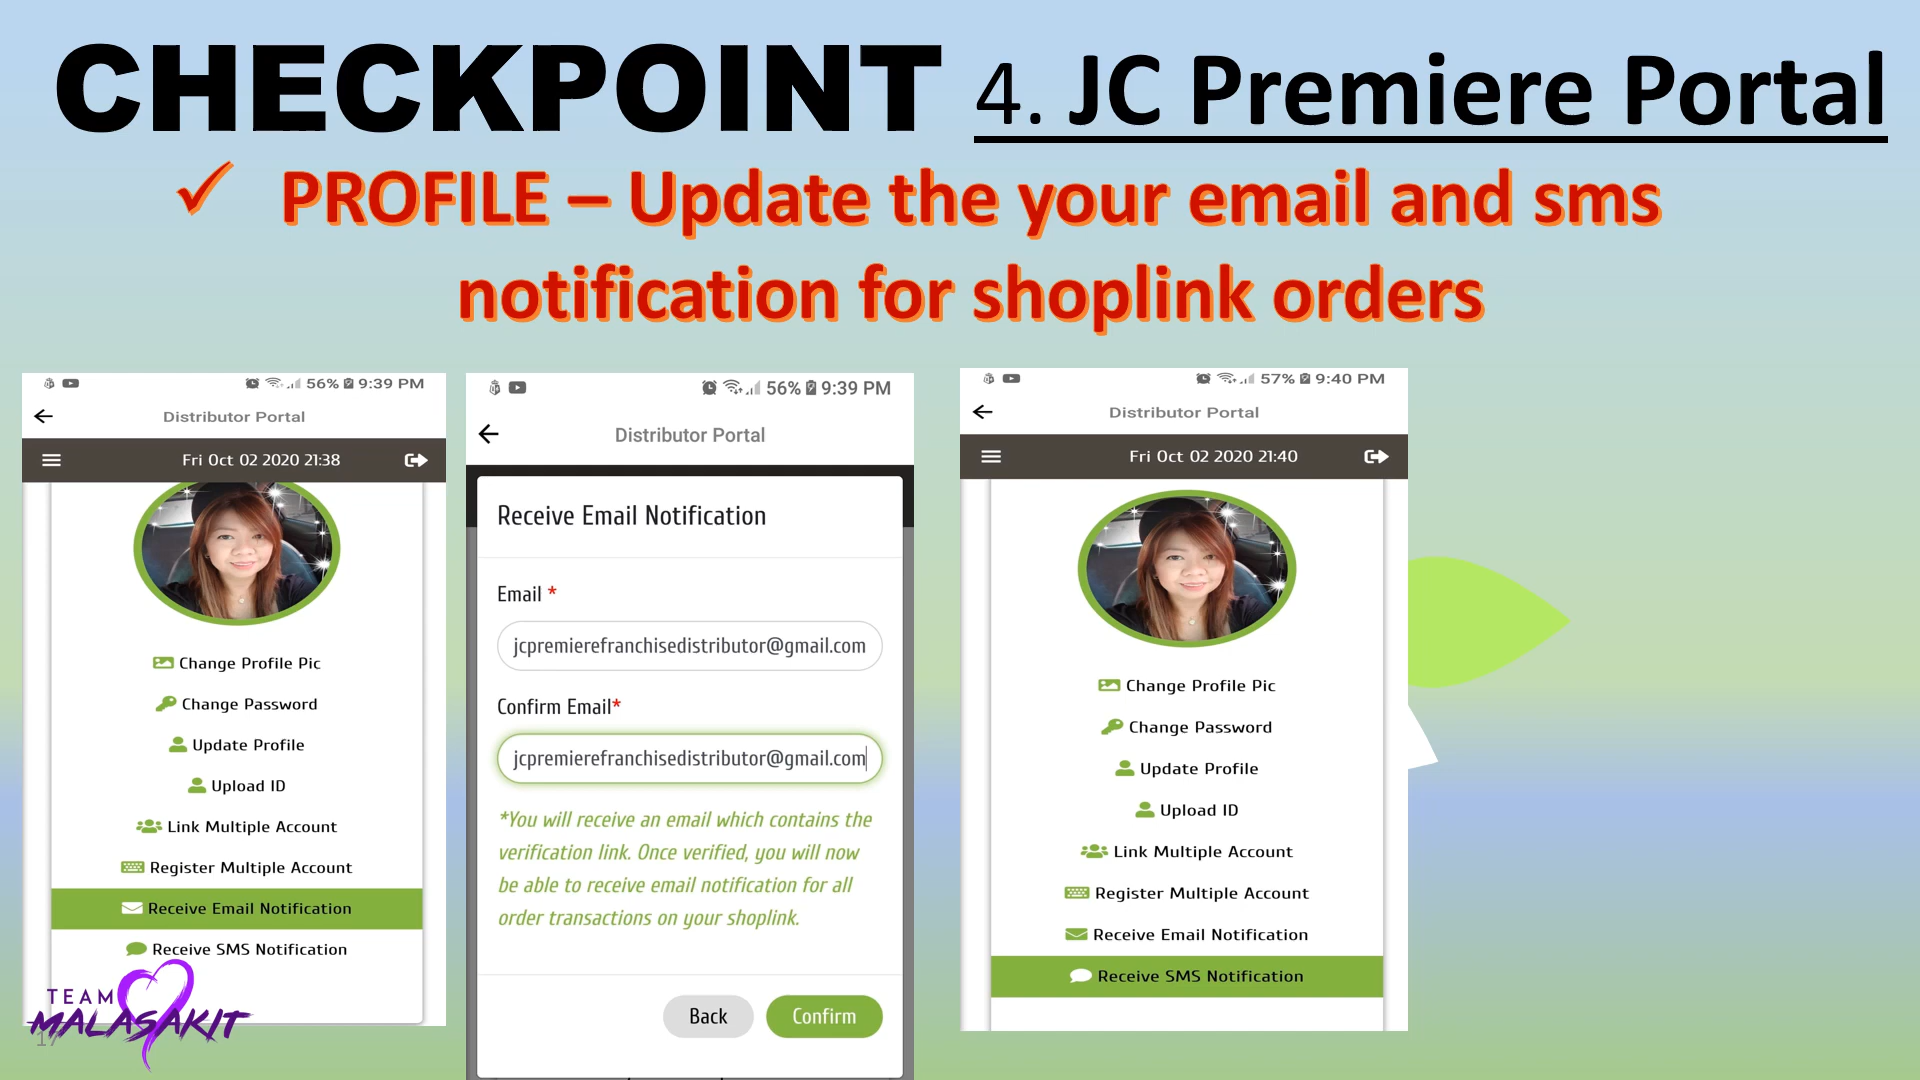 CHECKPOINT 4. JC Premiere Portal
✓ PROFILE – Update the your email and sms
notification for shoplink orders
56% 9:39 PM
Distributor Portal
Fri Oct 02 2020 21:38
Change Profile Pic
Change Password
Update Profile
Upload ID
Link Multiple Account
Register Multiple Account
Receive Email Notification
Receive SMS Notification
TEAM
MALASAKIT
17
56% 9:39 PM
Distributor Portal
Receive Email Notification
Email *
jcpremierefranchisedistributor@gmail.com
Confirm Email*
jcpremierefranchisedistributor@gmail.com
*You will receive an email which contains the
verification link. Once verified, you will now
be able to receive email notification for all
order transactions on your shoplink.
Back Confirm
57% 9:40 PM
Distributor Portal
Fri Oct 02 2020 21:40
Change Profile Pic
Change Password
Update Profile
Upload ID
Link Multiple Account
Register Multiple Account
Receive Email Notification
Receive SMS Notification